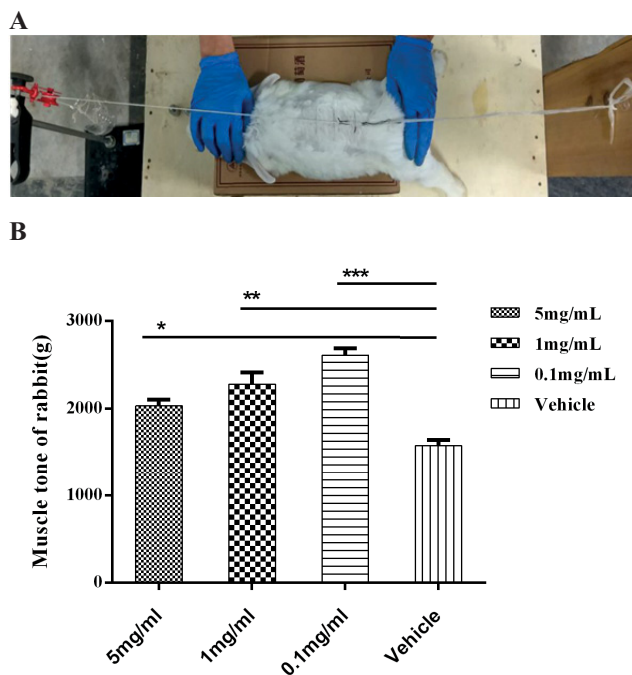 A
B
***
**
*
Muscle tone of rabbit(g)
3000
2000
1000
0
5mg/ml
1mg/ml
0.1mg/ml
Vehicle
5mg/mL
1mg/mL
0.1mg/mL
Vehicle